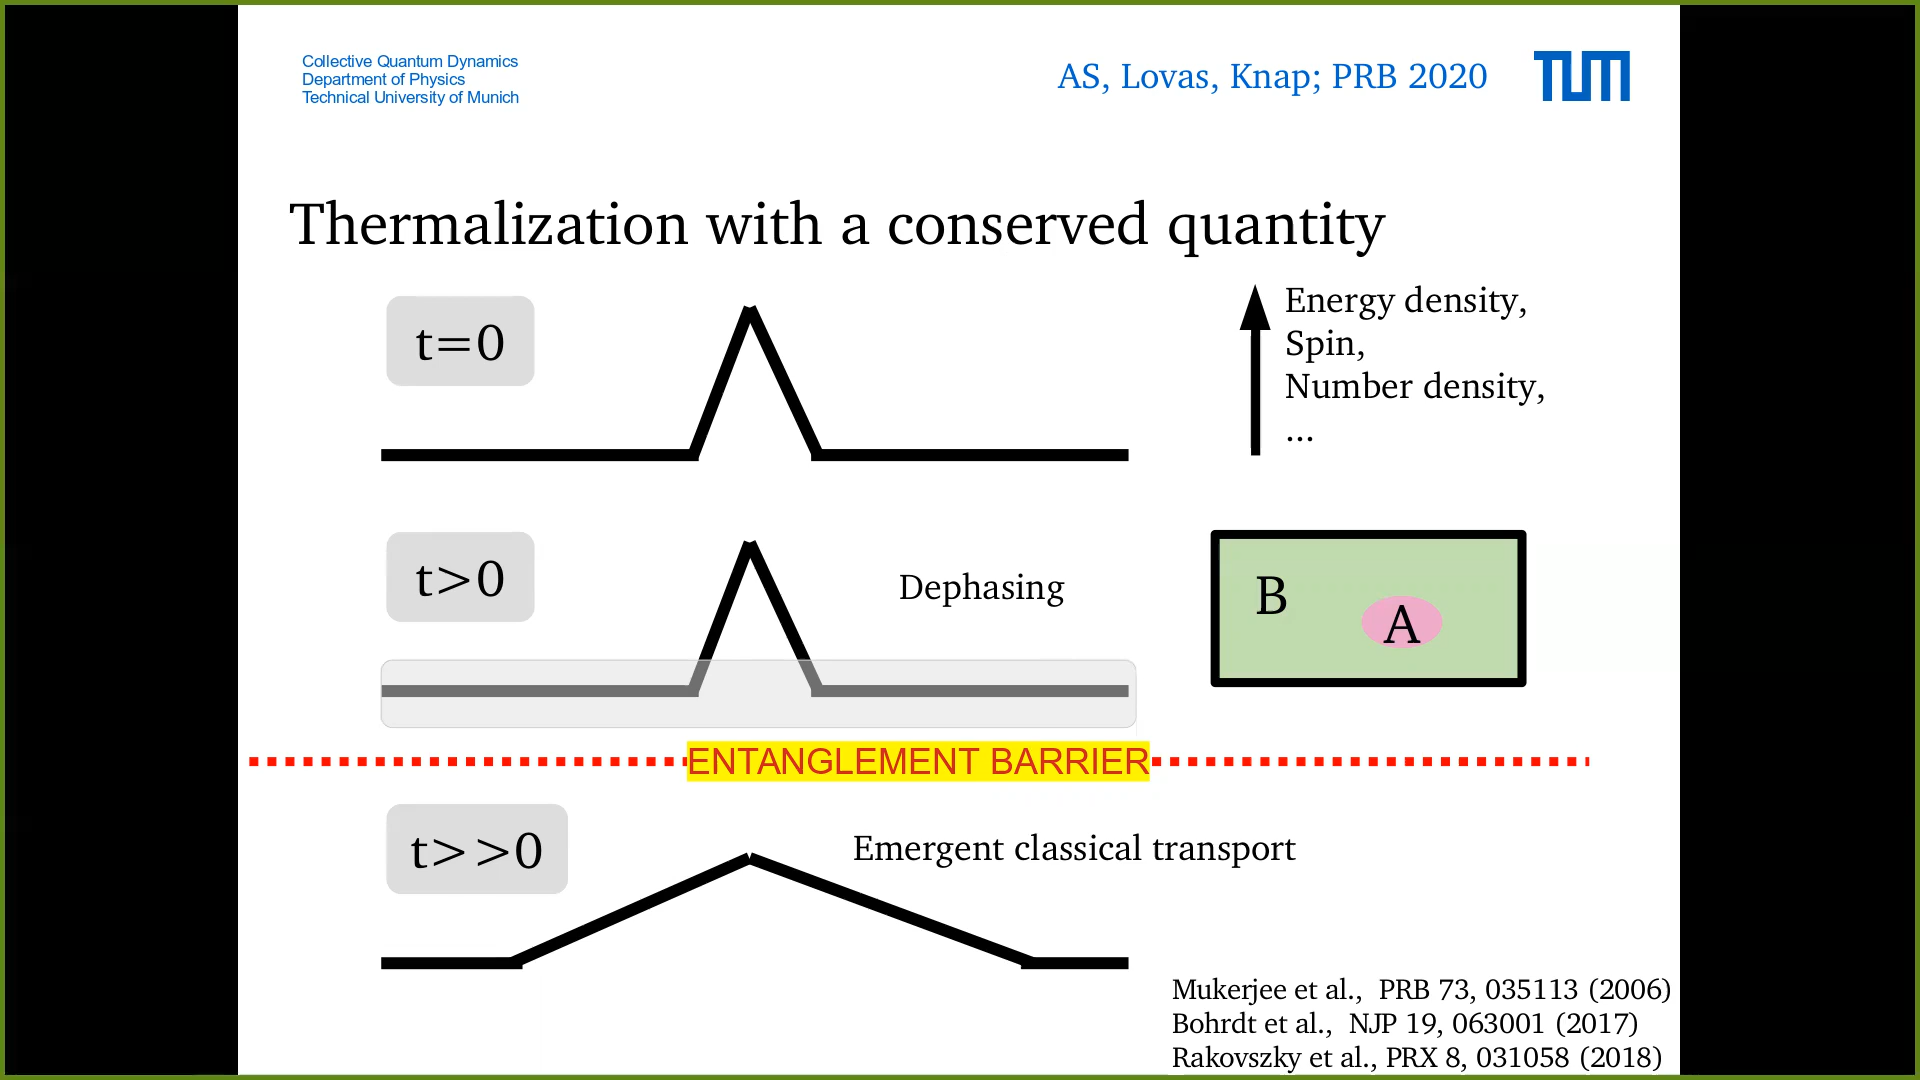 Collective Quantum Dynamics
Department of Physics
Technical University of Munich
AS, Lovas, Knap; PRB 2020
TUM
Thermalization with a conserved quantity
t=0
Energy density,
Spin,
Number density,
...
t>0
Dephasing
B
A
ENTANGLEMENT BARRIER
t>>0
Emergent classical transport
Mukerjee et al., PRB 73, 035113 (2006)
Bohrdt et al., NJP 19, 063001 (2017)
Rakovszky et al., PRX 8, 031058 (2018)